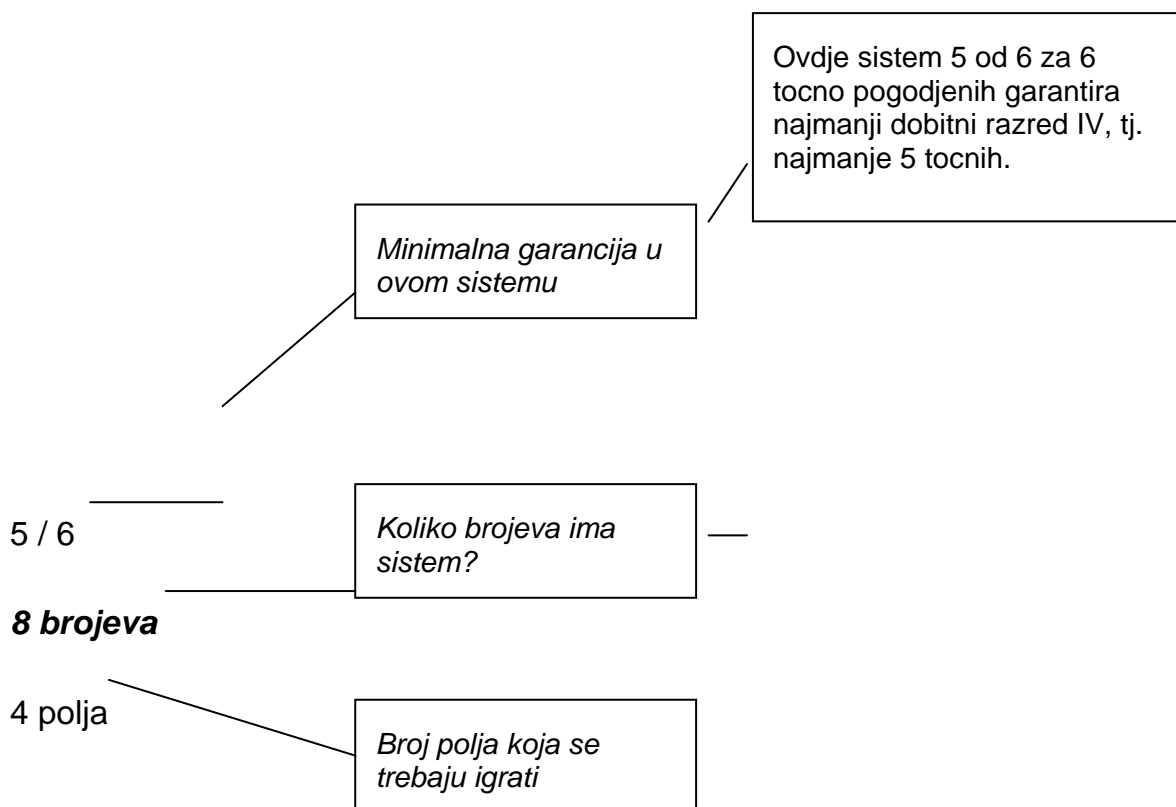 Ovdje sistem 5 od 6 za 6
tocno pogodjenih garantira
najmanji dobitni razred IV, tj.
najmanje 5 tocnih.
Minimalna garancija u
ovom sistemu
5 / 6
Koliko brojeva ima
sistem?
8 brojeva
4 polja
Broj polja koja se
trebaju igrati